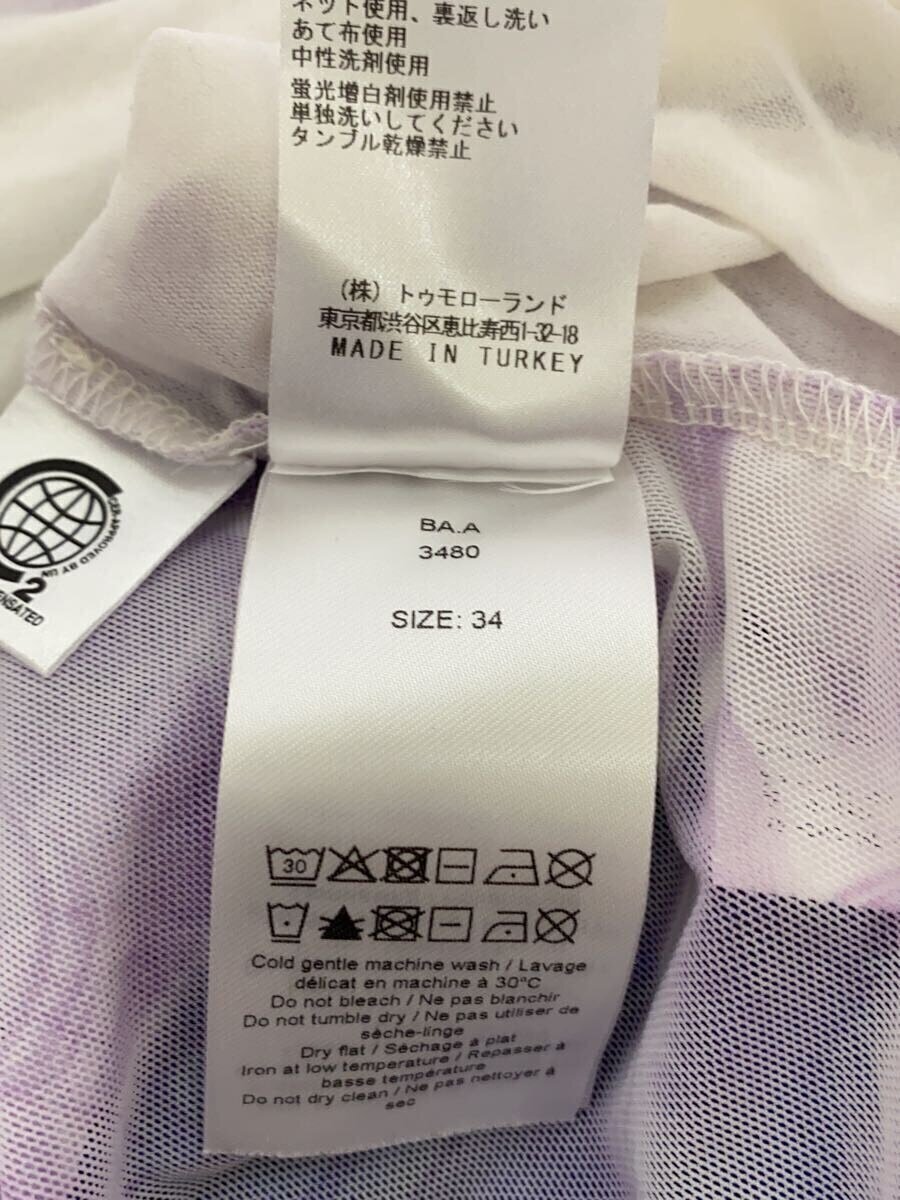 ネット使用、裏返し洗い
あて布使用
中性洗剤使用
蛍光増白剤使用禁止
単独洗いしてください
タンブル乾燥禁止
(株)トゥモローランド
東京都渋谷区恵比寿西1-32-18
MADE IN TURKEY
CER-APPROVED BY UN
2
ENSATED
BA.A
3480
SIZE: 34
30
Cold gentle machine wash / Lavage
délicat en machine à 30°C
Do not bleach / Ne pas blanchir
Do not tumble dry / Ne pas utiliser de
sèche-linge
Dry flat / Séchage à plat
Iron at low temperature / Repasser à
basse température
Do not dry clean / Ne pas nettoyer à
sec